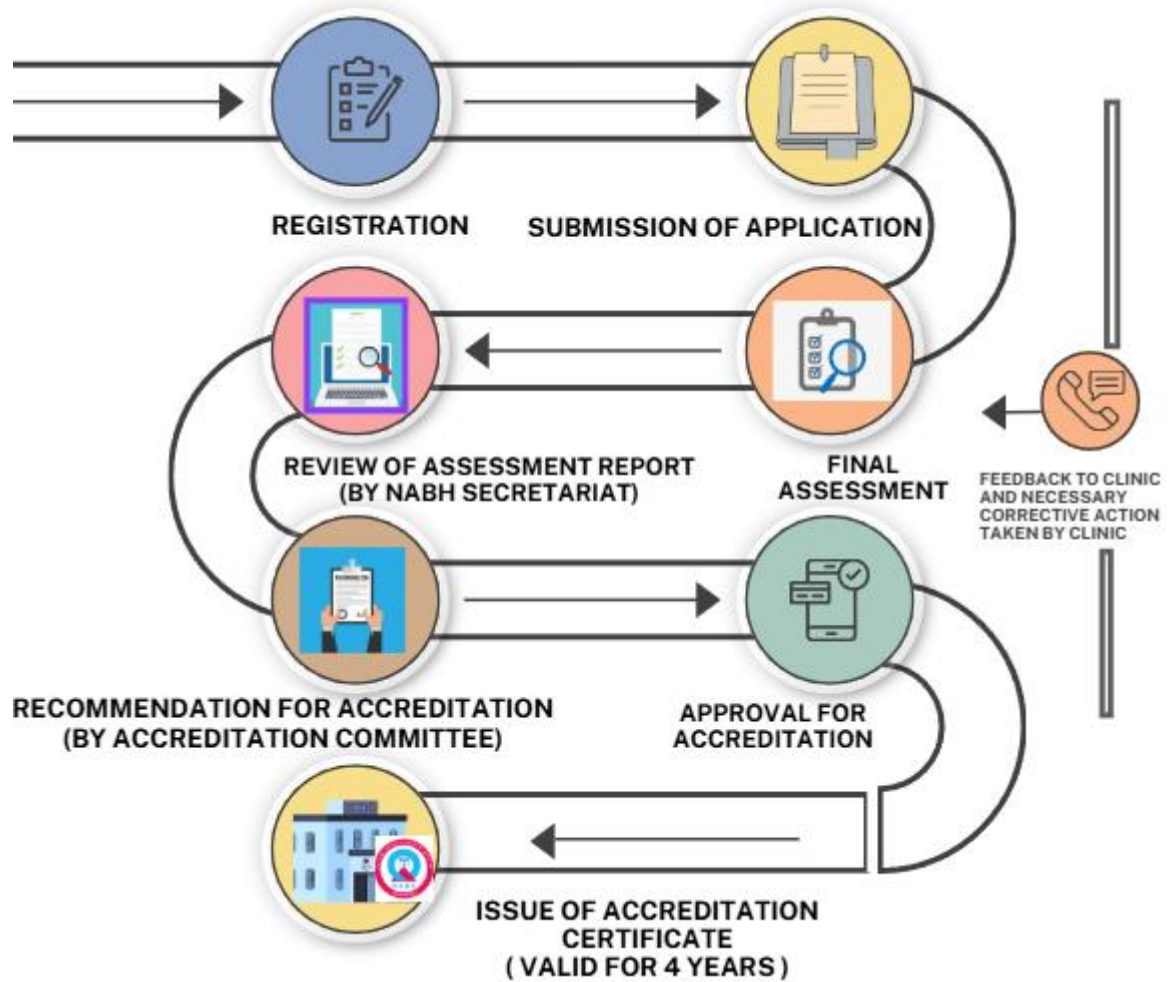 REGISTRATION
SUBMISSION OF APPLICATION
FINAL
ASSESSMENT
REVIEW OF ASSESSMENT REPORT
(BY NABH SECRETARIAT)
FEEDBACK TO CLINIC
AND NECESSARY
CORRECTIVE ACTION
TAKEN BY CLINIC
RECOMMENDATION FOR ACCREDITATION
(BY ACCREDITATION COMMITTEE)
APPROVAL FOR
ACCREDITATION
ISSUE OF ACCREDITATION
CERTIFICATE
( VALID FOR 4 YEARS )